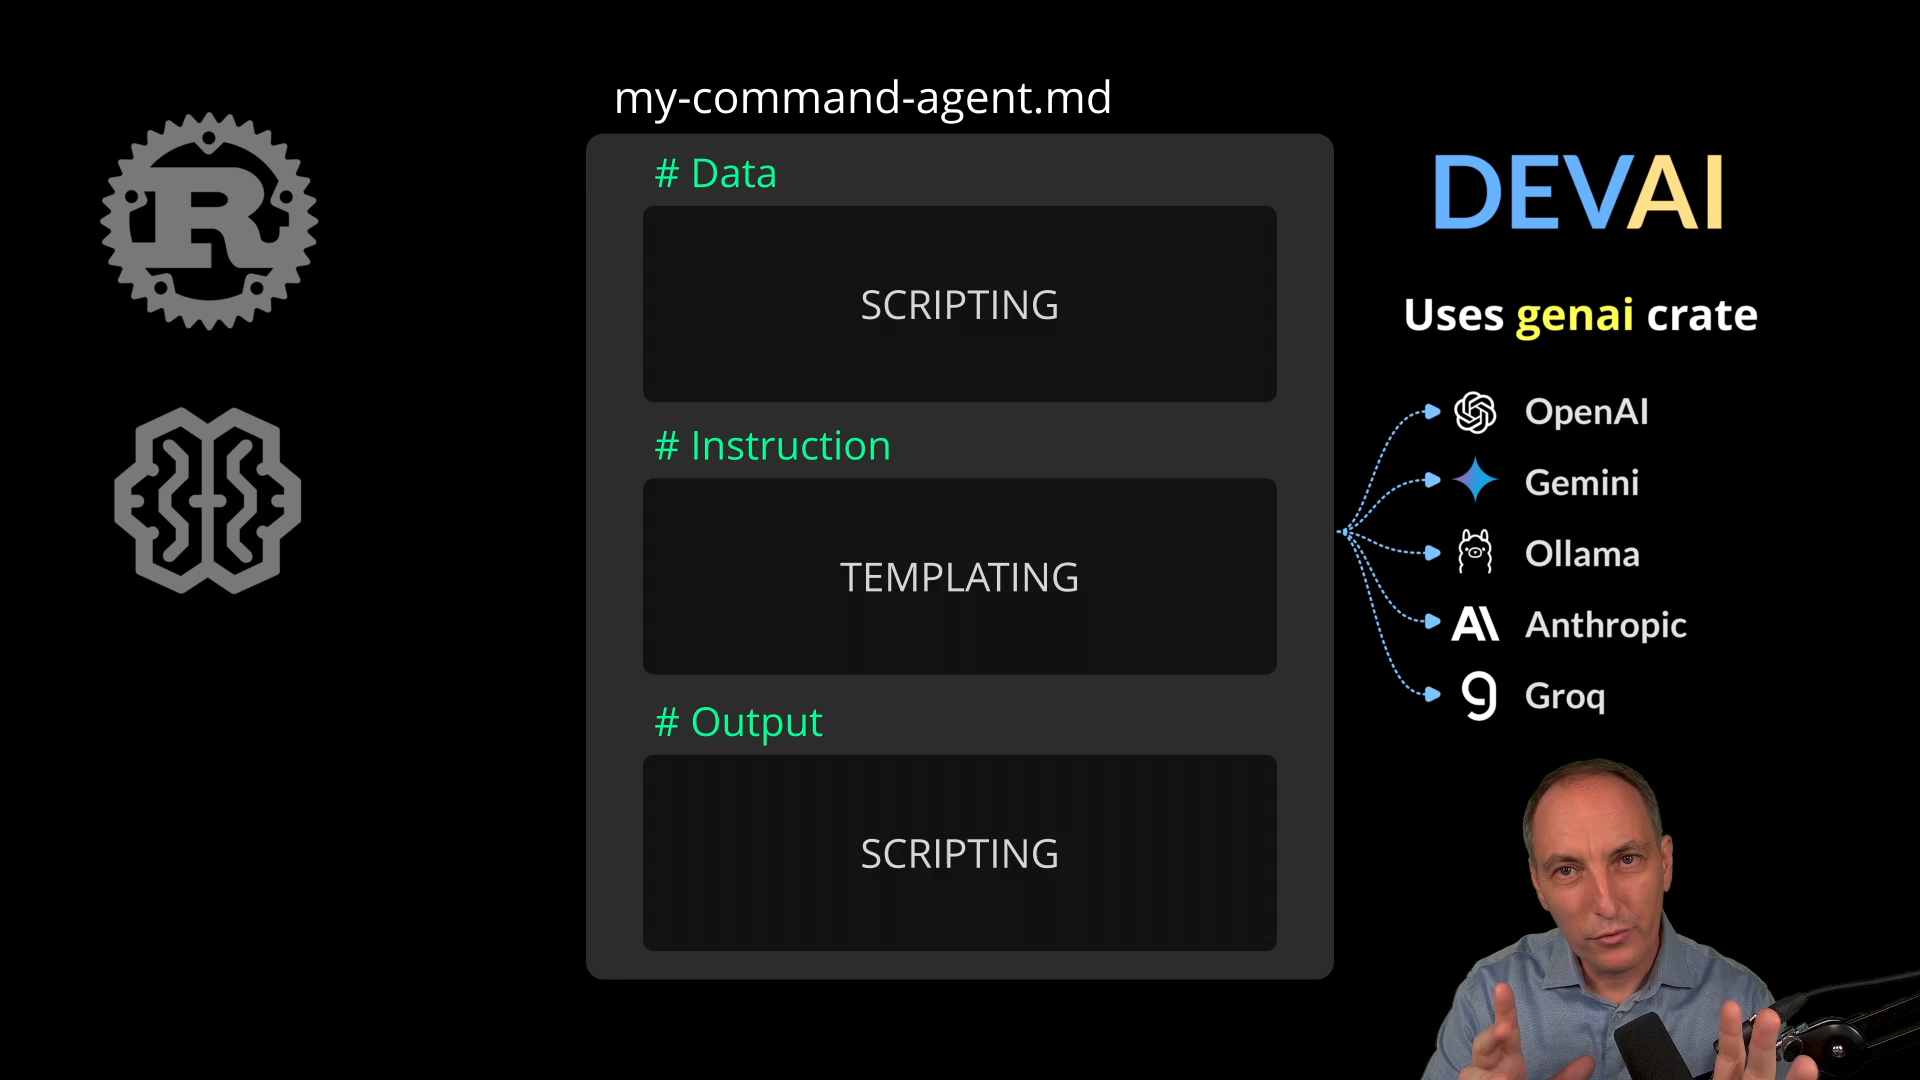 my-command-agent.md
# Data
SCRIPTING
# Instruction
TEMPLATING
# Output
SCRIPTING
DEVAI
Uses genai crate
OpenAI
Gemini
Ollama
Anthropic
Groq